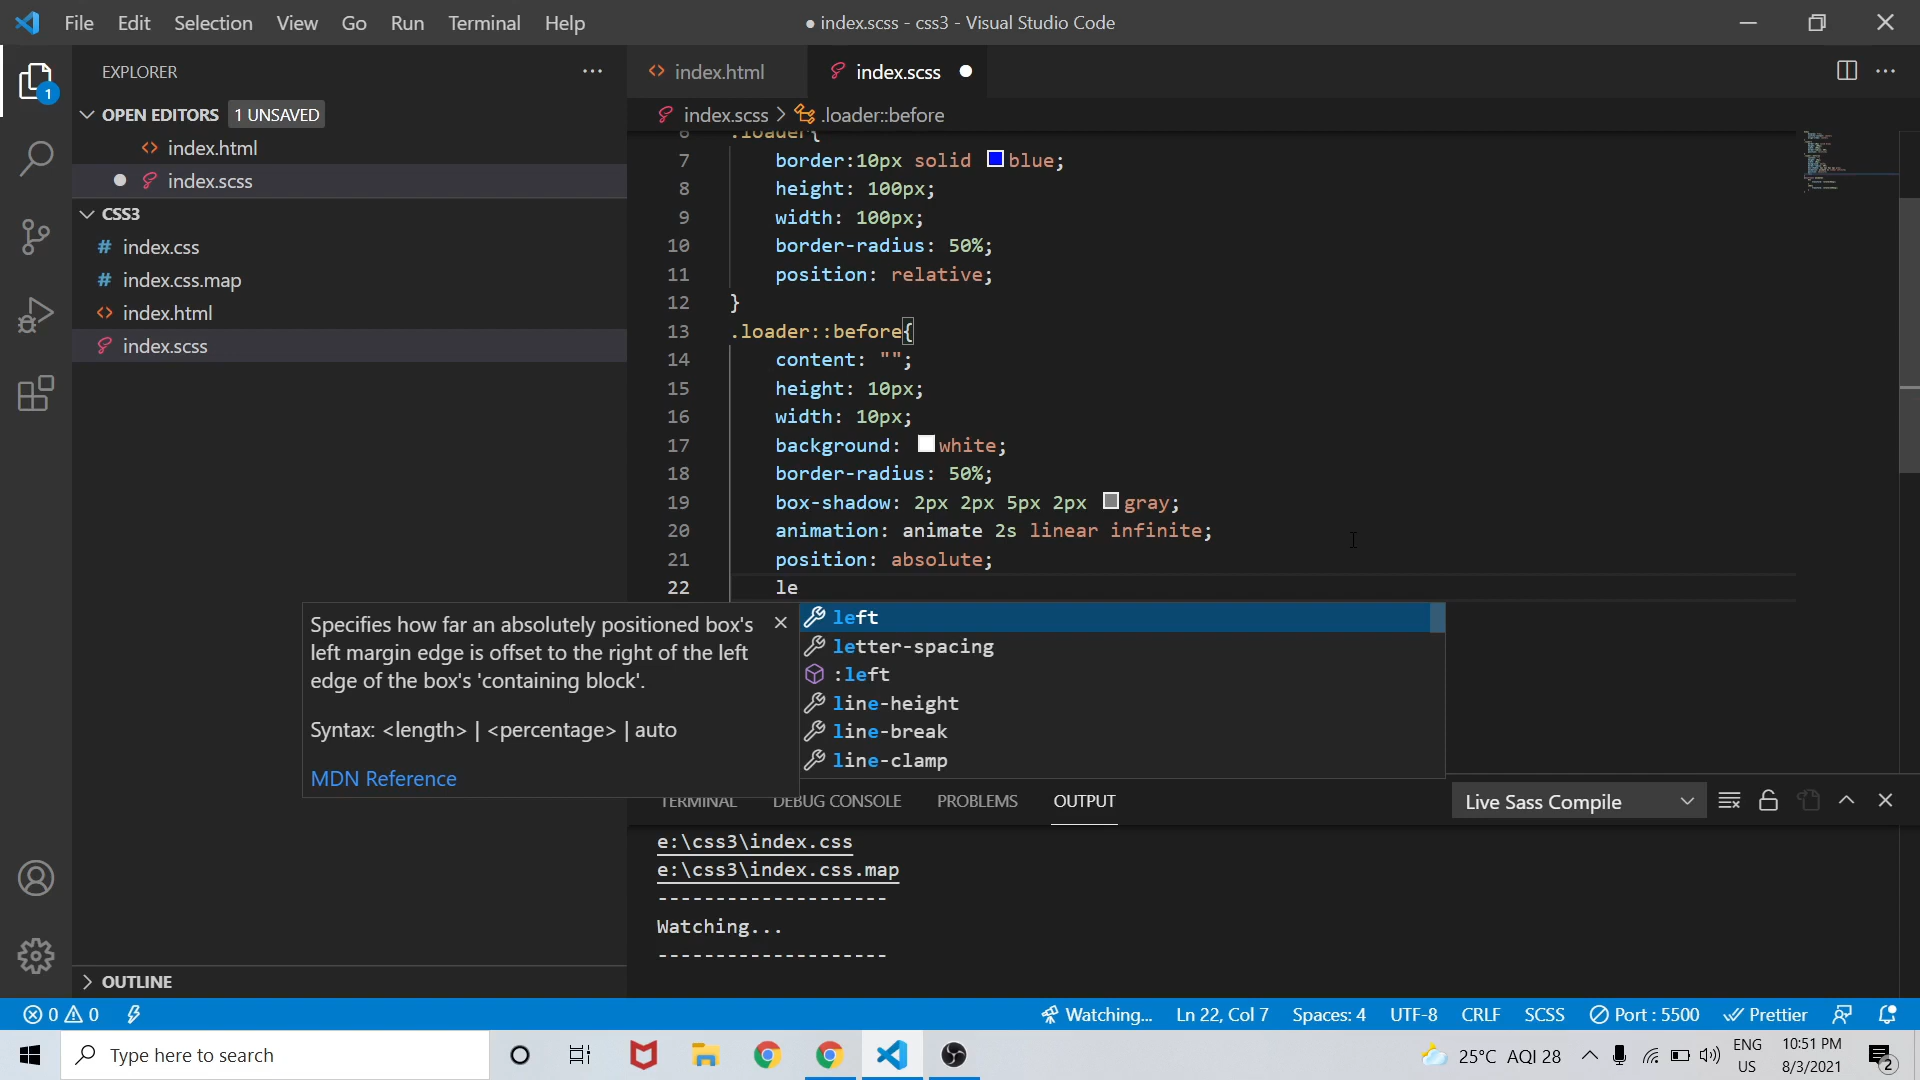 File Edit Selection View Go Run Terminal Help
● index.scss - css3 - Visual Studio Code
EXPLORER
OPEN EDITORS 1 UNSAVED
index.html
index.scss
CSS3
index.css
index.css.map
index.html
index.scss
OUTLINE
index.html index.scss
index.scss > .loader::before
6 .loader{
7 border:10px solid blue;
8 height: 100px;
9 width: 100px;
10 border-radius: 50%;
11 position: relative;
12 }
13 .loader::before{
14 content: "";
15 height: 10px;
16 width: 10px;
17 background: white;
18 border-radius: 50%;
19 box-shadow: 2px 2px 5px 2px gray;
20 animation: animate 2s linear infinite;
21 position: absolute;
22 le
Specifies how far an absolutely positioned box's
left margin edge is offset to the right of the left
edge of the box's 'containing block'.
Syntax: <length> | <percentage> | auto
MDN Reference
left
letter-spacing
:left
line-height
line-break
line-clamp
TERMINAL DEBUG CONSOLE PROBLEMS OUTPUT
Live Sass Compile
e:\css3\index.css
e:\css3\index.css.map
--------------------
Watching...
--------------------
0 0 Watching... Ln 22, Col 7 Spaces: 4 UTF-8 CRLF SCSS Port : 5500 Prettier
Type here to search
25°C AQI 28
ENG
US
10:51 PM
8/3/2021
2
1